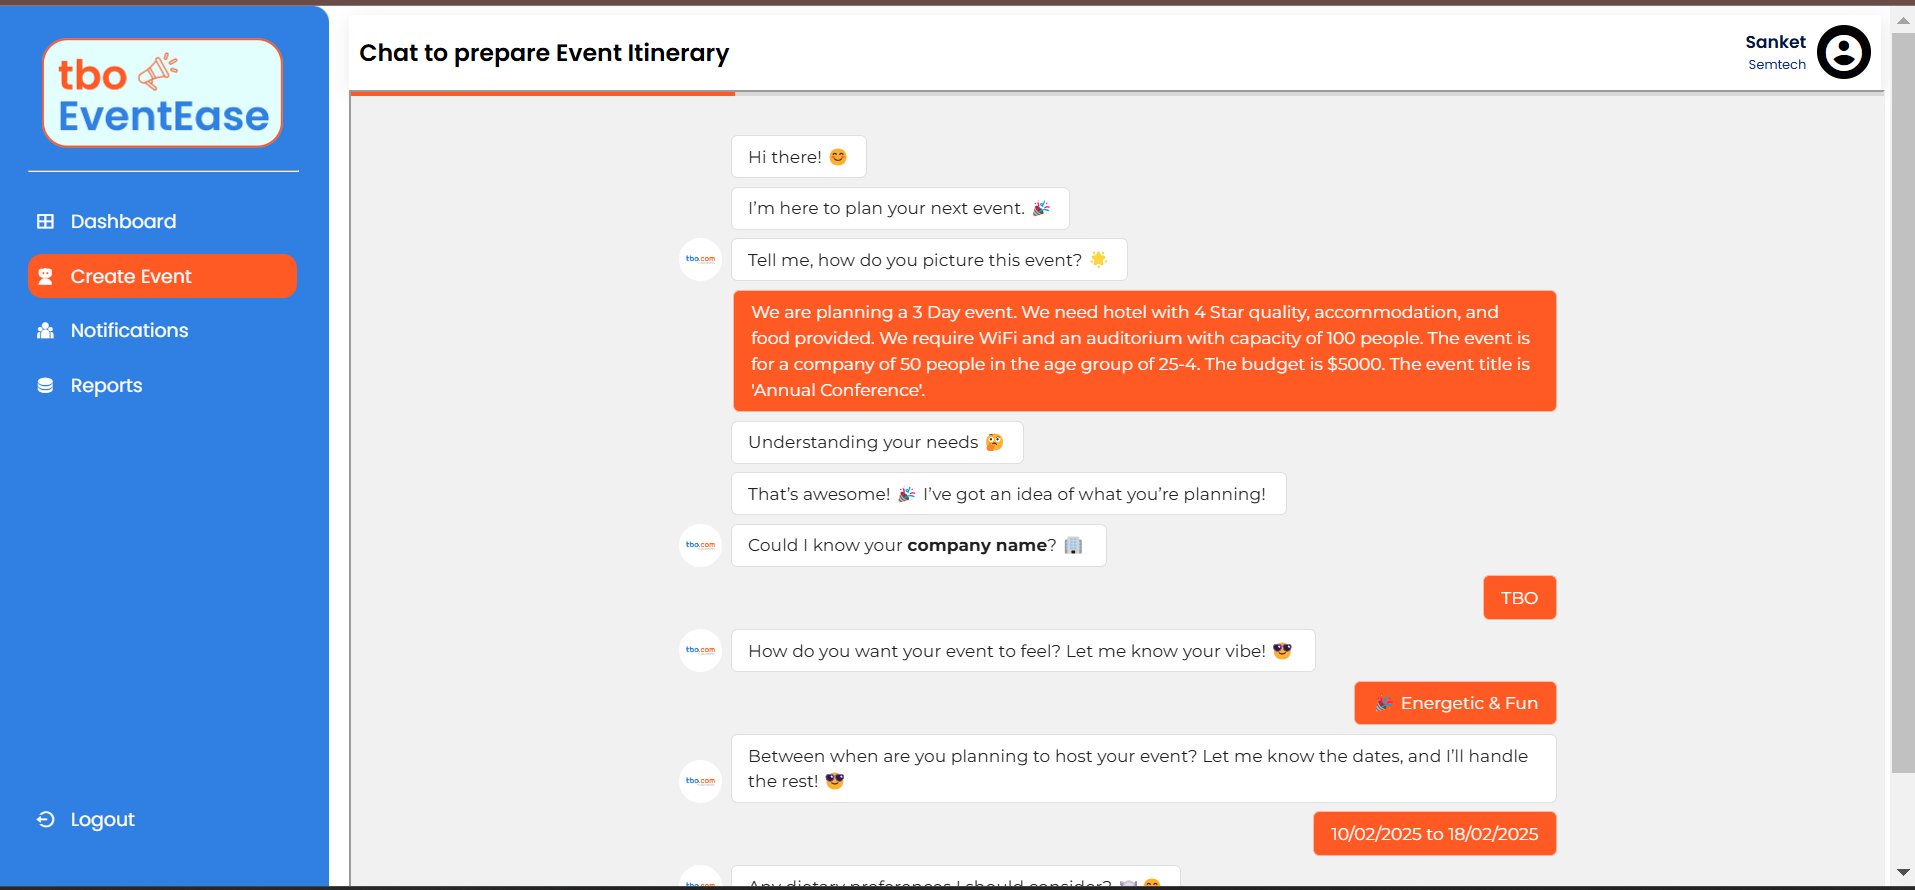 tbo
EventEase
Dashboard
Create Event
Notifications
Reports
Logout
Chat to prepare Event Itinerary
Sanket
Semtech
Hi there! 😊
I’m here to plan your next event. 🎉
tbo.com
Tell me, how do you picture this event? 🌟
We are planning a 3 Day event. We need hotel with 4 Star quality, accommodation, and
food provided. We require WiFi and an auditorium with capacity of 100 people. The event is
for a company of 50 people in the age group of 25-4. The budget is $5000. The event title is
'Annual Conference'.
Understanding your needs 🤔
That’s awesome! 🎉 I’ve got an idea of what you’re planning!
tbo.com
Could I know your company name? 🏢
TBO
tbo.com
How do you want your event to feel? Let me know your vibe! 😎
🎉 Energetic & Fun
Between when are you planning to host your event? Let me know the dates, and I’ll handle
the rest! 😎
tbo.com
10/02/2025 to 18/02/2025
tbo.com
Any dietary preferences I should consider? 🍽️ 😊